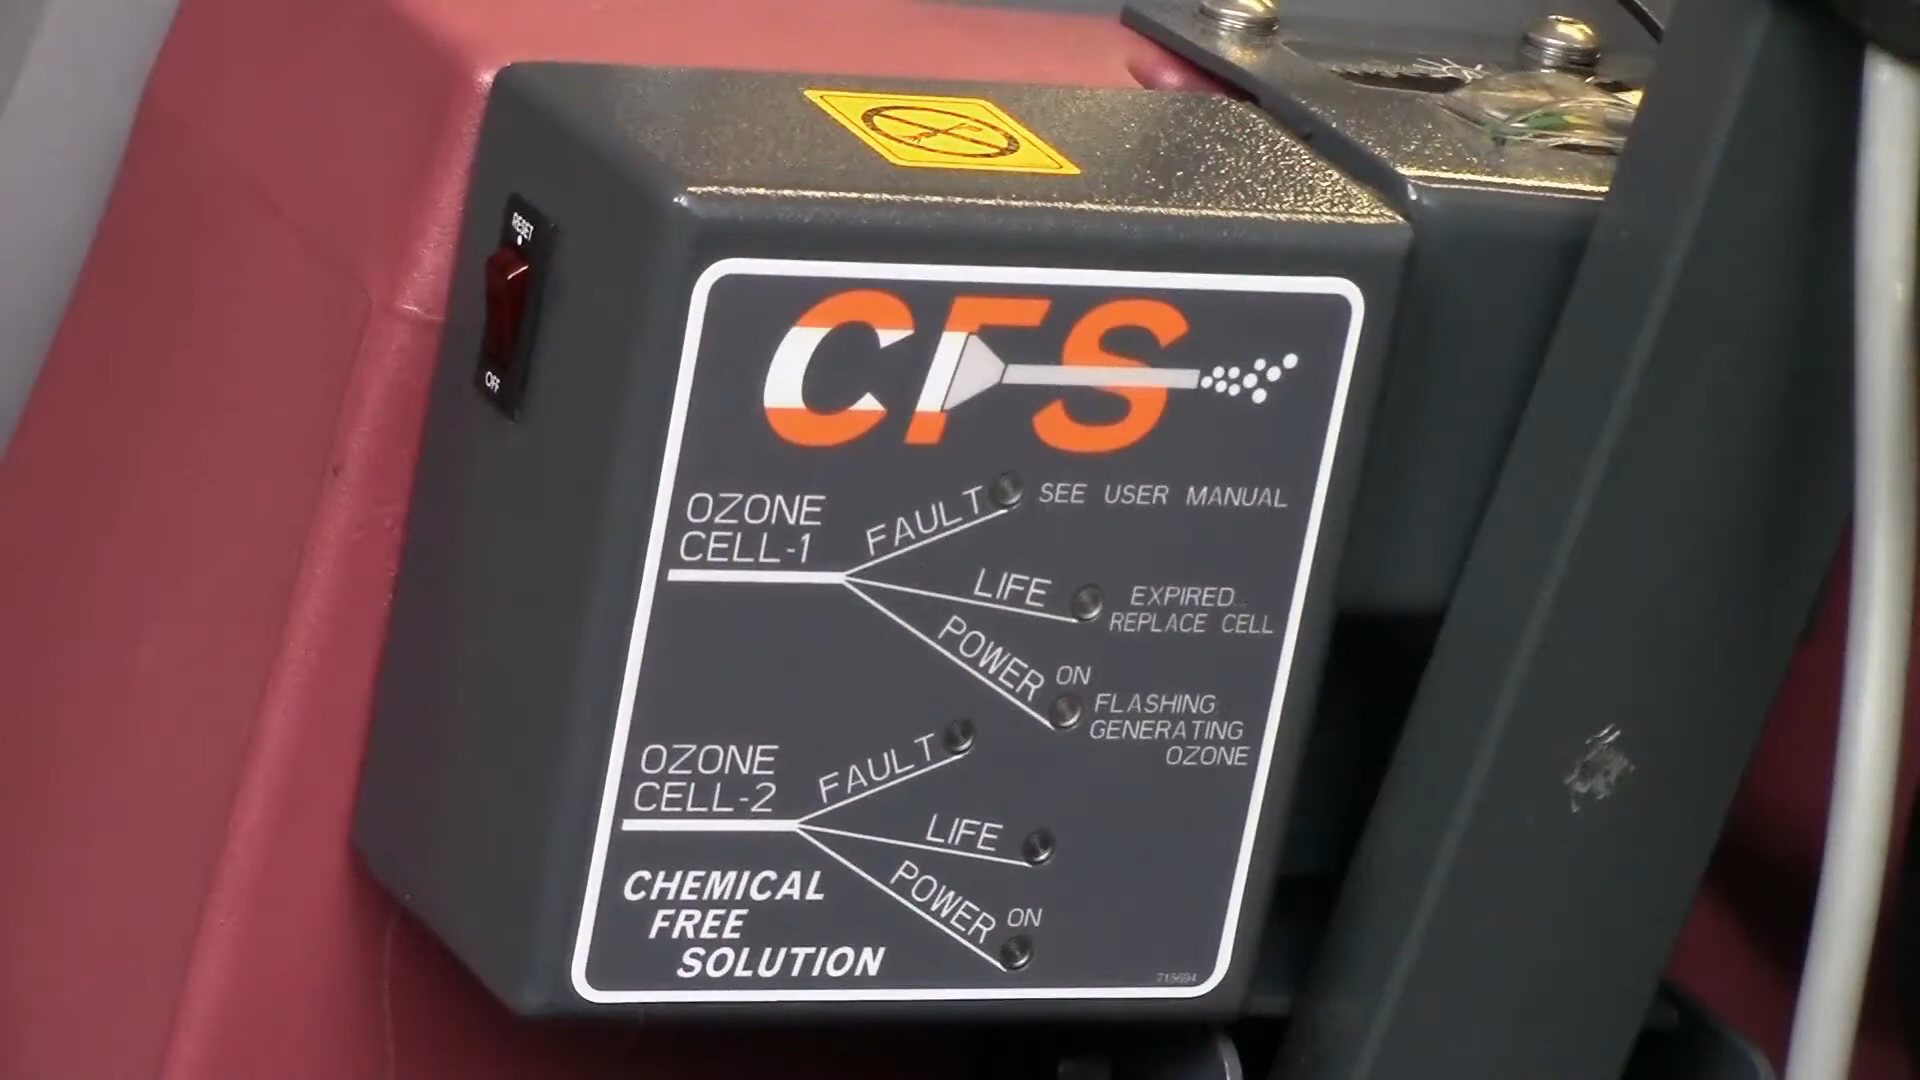 RESET
OFF
CFS
OZONE
CELL-1
FAULT
SEE USER MANUAL
LIFE
EXPIRED...
REPLACE CELL
POWER
ON
FLASHING
GENERATING
OZONE
OZONE
CELL-2
FAULT
LIFE
POWER
ON
CHEMICAL
FREE
SOLUTION
715694